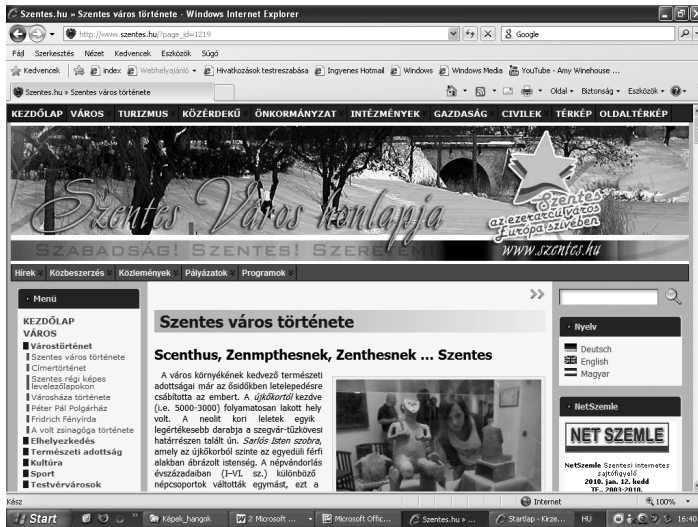 Szentes.hu » Szentes város története - Windows Internet Explorer
http://www.szentes.hu/?page_id=1219
Google
Fájl Szerkesztés Nézet Kedvencek Eszközök Súgó
Kedvencek index Webhelyajánló Hivatkozások testreszabása Ingyenes Hotmail Windows Windows Media YouTube - Amy Winehouse ...
Szentes.hu » Szentes város története
Oldal Biztonság Eszközök
KEZDŐLAP VÁROS TURIZMUS KÖZÉRDEKŰ ÖNKORMÁNYZAT INTÉZMÉNYEK GAZDASÁG CIVILEK TÉRKÉP OLDALTÉRKÉP
Szentes Város honlapja
Szentes
az ezerarcú város
Európa szívében
SZABADSÁG! SZENTES! SZERETEM!
www.szentes.hu
Hírek Közbeszerzés Közlemények Pályázatok Programok
Menü
KEZDŐLAP
VÁROS
Várostörténet
Szentes város története
Címertörténet
Szentes régi képes
levelezőlapokon
Városháza története
Péter Pál Polgárház
Fridrich Fényírda
A volt zsinagóga története
Elhelyezkedés
Természeti adottság
Kultúra
Sport
Testvérvárosok
Szentes város története
Scenthus, Zenmpthesnek, Zenthesnek ... Szentes
A város környékének kedvező természeti
adottságai már az ősidőkben letelepedésre
csábította az embert. A újkőkortól kezdve
(i.e. 5000-3000) folyamatosan lakott hely
volt. A neolit kori leletek egyik
legértékesebb darabja a szegvár-tűzkövesi
határrészen talált ún. Sarlós Isten szobra,
amely az újkőkorból szinte az egyedüli férfi
alakban ábrázolt istenség. A népvándorlás
évszázadaiban (I–VI. sz.) különböző
népcsoportok váltották egymást, ezt a
Nyelv
Deutsch
English
Magyar
NetSzemle
NET SZEMLE
NetSzemle Szentesi internetes
sajtófigyelő
2010. jan. 12. kedd
2003-2010.
Kész
Internet
100%
Start
Képek_hangok
2 Microsoft ...
Microsoft Offic...
Szentes.hu » ...
Startlap - Kirze...
HU